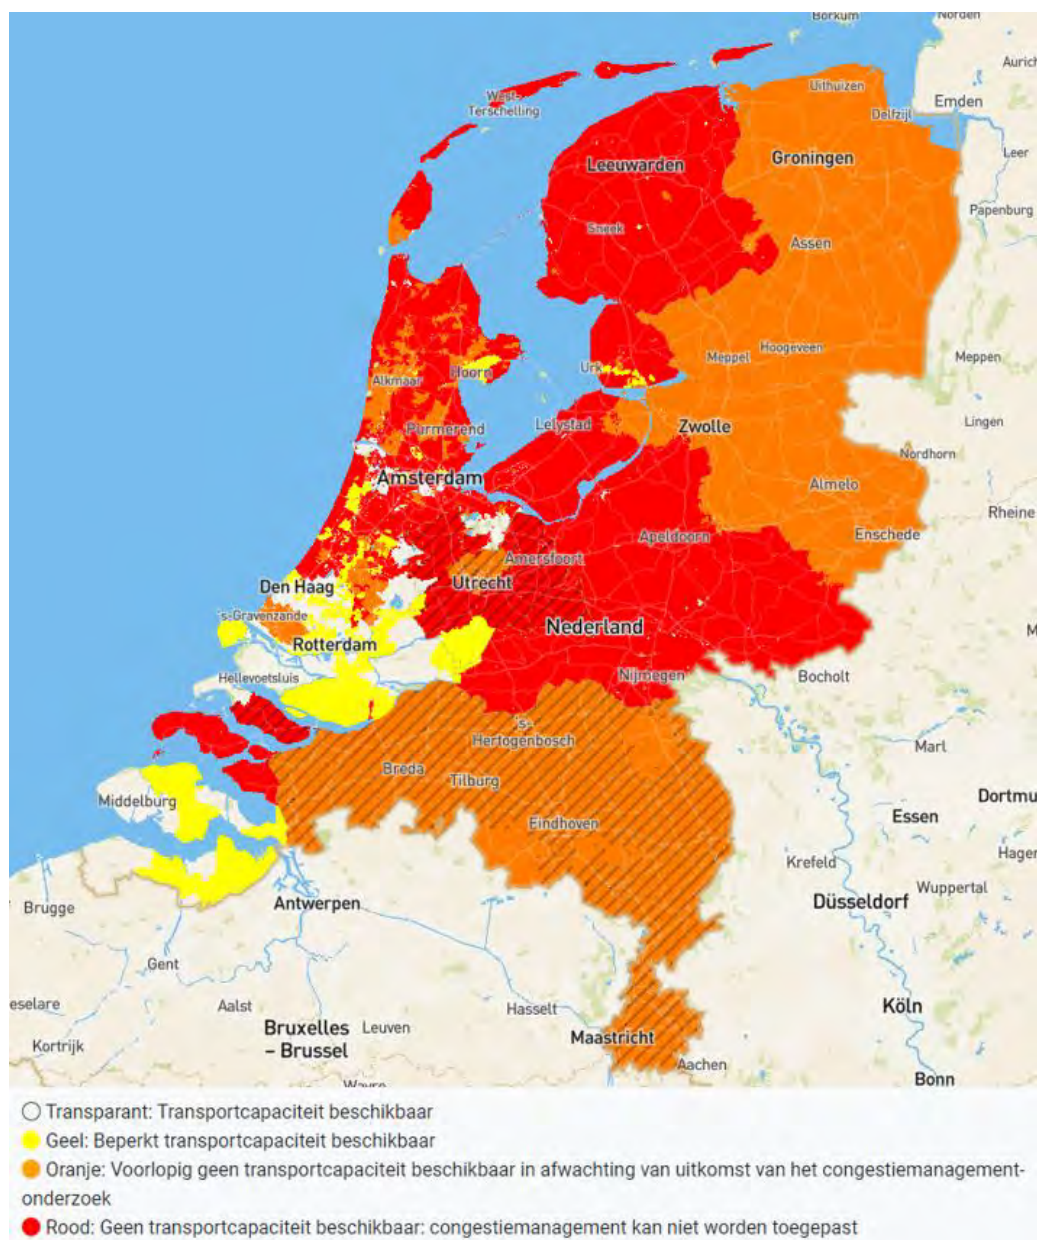 Borkum
Norden
Aurich
Uithuizen
Emden
Delfzijl
West-
Terschelling
Leer
Leeuwarden
Groningen
Papenburg
Sneek
Assen
Meppen
Hoogeveen
Meppel
Urk
Hoorn
Alkmaar
Lingen
Lelystad
Zwolle
Purmerend
Nordhorn
Amsterdam
Almelo
Rheine
Enschede
Apeldoorn
Amersfoort
Utrecht
Den Haag
's-Gravenzande
Nederland
Rotterdam
Nijmegen
Bocholt
Hellevoetsluis
's-
Hertogenbosch
Marl
Breda
Tilburg
Dortmu
Middelburg
Essen
Eindhoven
Hager
Krefeld
Wuppertal
Düsseldorf
Brugge
Antwerpen
Gent
eselare
Aalst
Hasselt
Köln
Bruxelles
– Brussel
Leuven
Maastricht
Kortrijk
Aachen
Bonn
Wavre
Transparant: Transportcapaciteit beschikbaar
Geel: Beperkt transportcapaciteit beschikbaar
Oranje: Voorlopig geen transportcapaciteit beschikbaar in afwachting van uitkomst van het congestiemanagement-
onderzoek
Rood: Geen transportcapaciteit beschikbaar: congestiemanagement kan niet worden toegepast